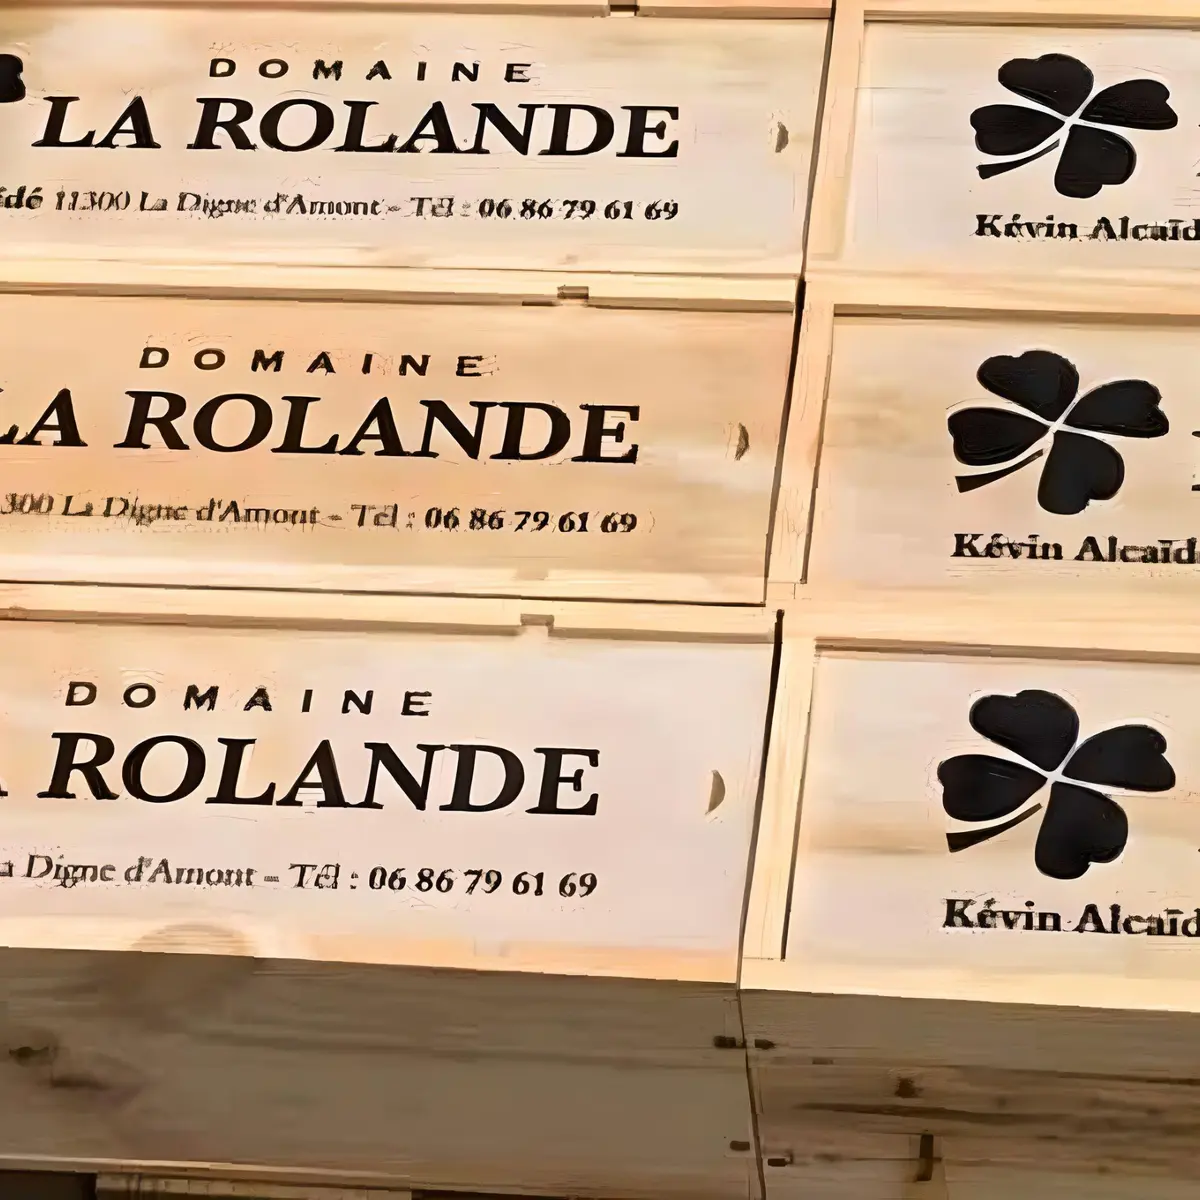 DOMAINE
LA ROLANDE
idé 11300 La Digne d'Amont - Tél : 06 86 79 61 69
Kévin Alcaïd
DOMAINE
LA ROLANDE
300 La Digne d'Amont - Tél : 06 86 79 61 69
Kévin Alcaïd
DOMAINE
ROLANDE
La Digne d'Amont - Tél : 06 86 79 61 69
Kévin Alcaïd